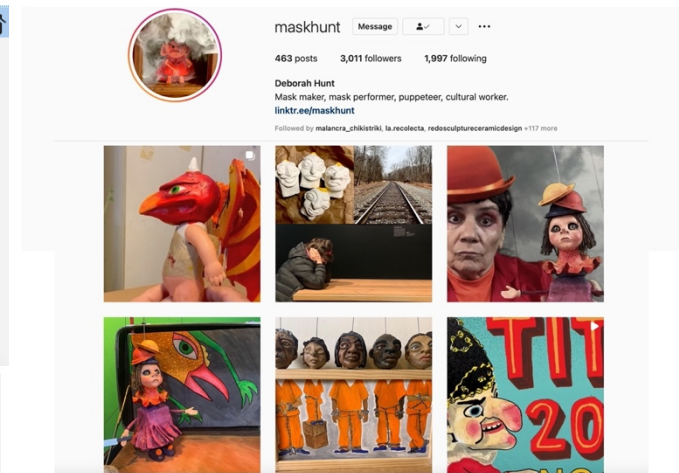 maskhunt Message
463 posts 3,011 followers 1,997 following
Deborah Hunt
Mask maker, mask performer, puppeteer, cultural worker.
linktr.ee/maskhunt
Followed by malancra_chikistriki, la.recolecta, redosculptureceramicdesign +117 more
TIT
20